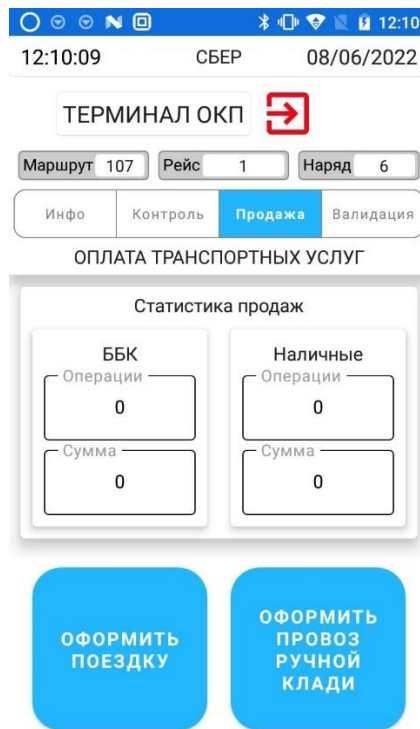 12:10
12:10:09 СБЕР 08/06/2022
ТЕРМИНАЛ ОКП
Маршрут 107 Рейс 1 Наряд 6
Инфо Контроль Продажа Валидация
ОПЛАТА ТРАНСПОРТНЫХ УСЛУГ
Статистика продаж
ББК Наличные
Операции Операции
0 0
Сумма Сумма
0 0
ОФОРМИТЬ
ПОЕЗДКУ
ОФОРМИТЬ
ПРОВОЗ
РУЧНОЙ
КЛАДИ